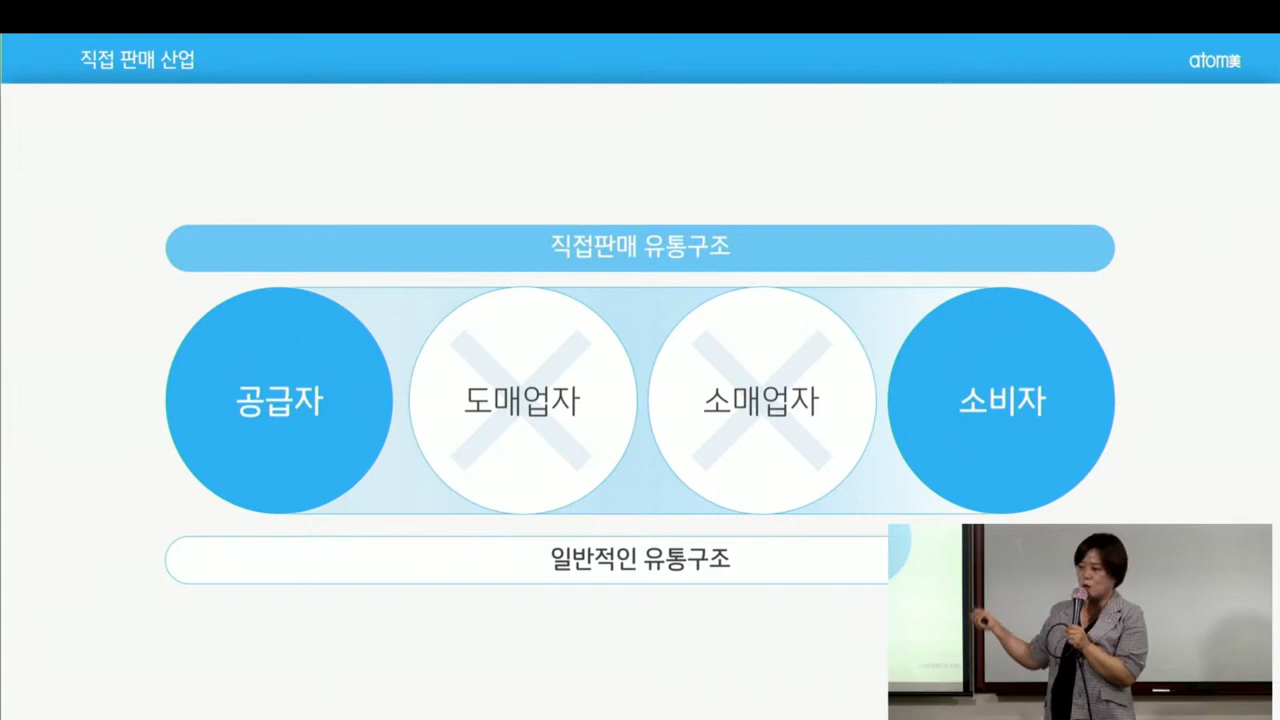 직접 판매 산업
atom美
직접판매 유통구조
공급자
도매업자
소매업자
소비자
일반적인 유통구조